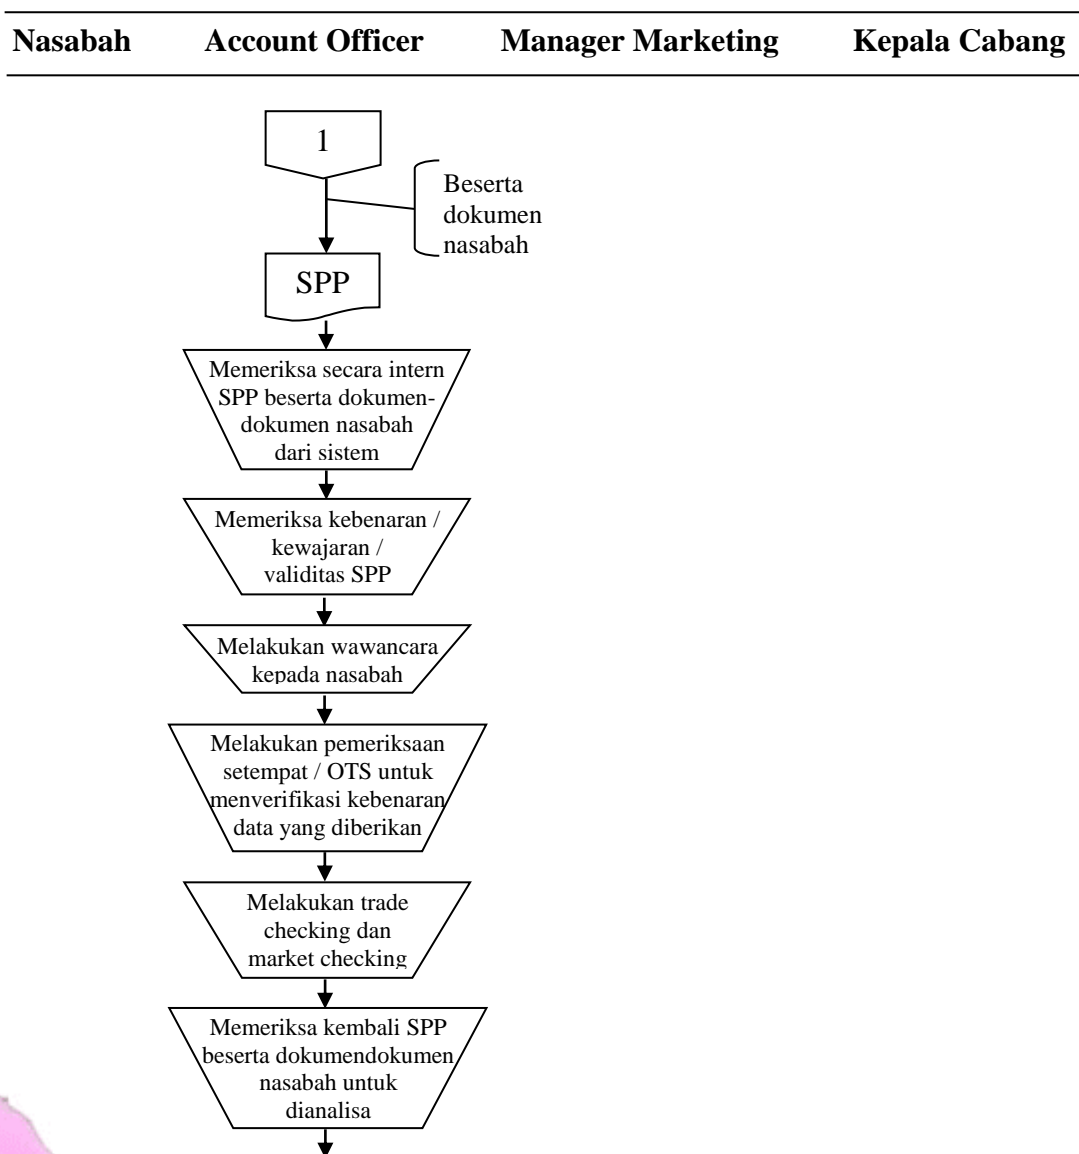 Nasabah Account Officer Manager Marketing Kepala Cabang
1
Beserta
dokumen
nasabah
SPP
Memeriksa secara intern
SPP beserta dokumen-
dokumen nasabah
dari sistem
Memeriksa kebenaran /
kewajaran /
validitas SPP
Melakukan wawancara
kepada nasabah
Melakukan pemeriksaan
setempat / OTS untuk
menverifikasi kebenaran
data yang diberikan
Melakukan trade
checking dan
market checking
Memeriksa kembali SPP
beserta dokumendokumen
nasabah untuk
dianalisa